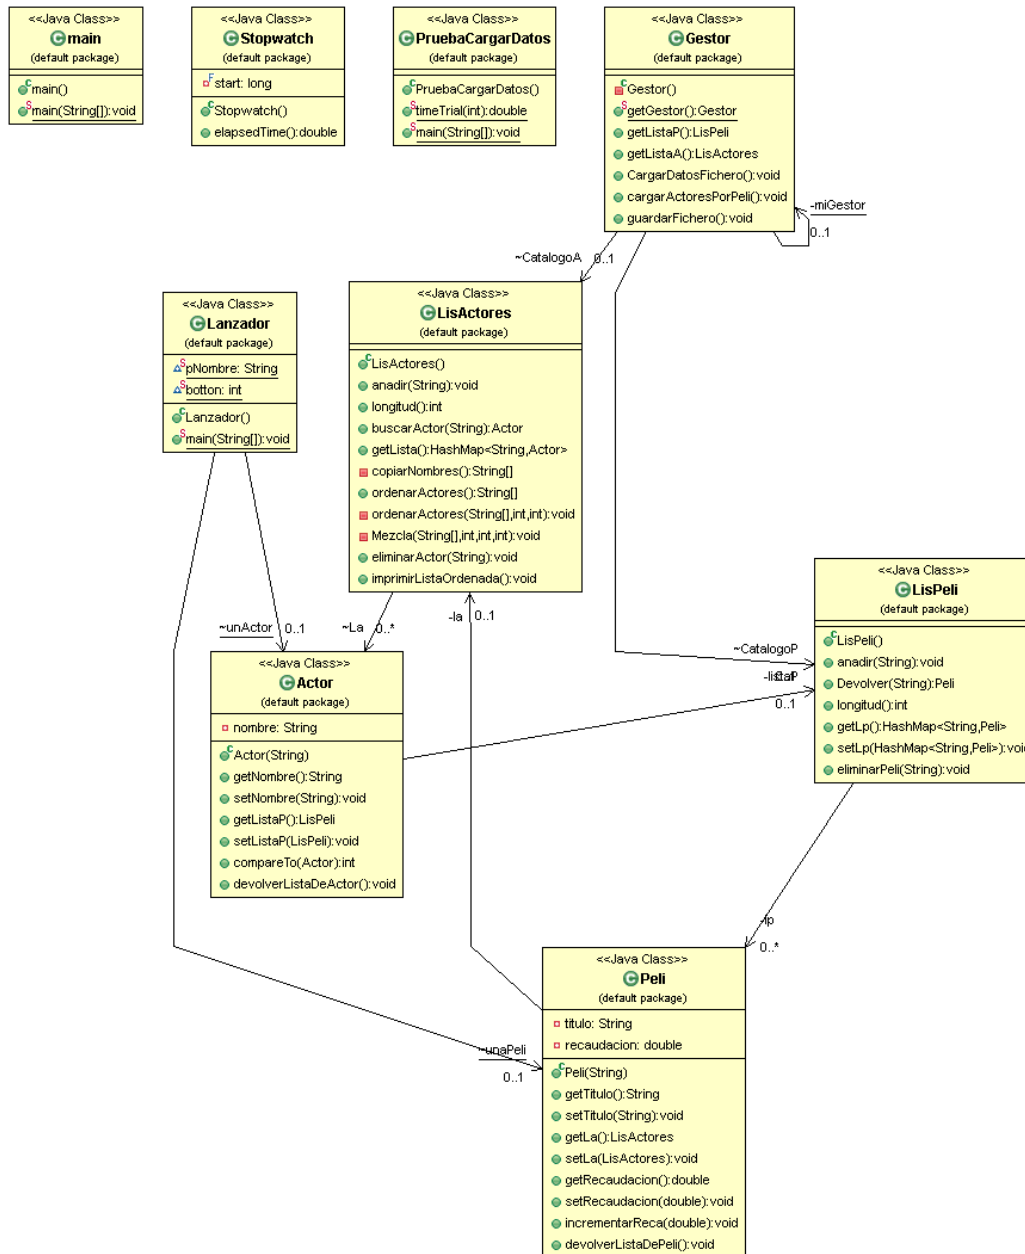 <<Java Class>>
main
(default package)
main()
main(String[]):void
<<Java Class>>
Stopwatch
(default package)
start: long
Stopwatch()
elapsedTime():double
<<Java Class>>
PruebaCargarDatos
(default package)
PruebaCargarDatos()
timeTrial(int):double
main(String[]):void
<<Java Class>>
Gestor
(default package)
Gestor()
getGestor():Gestor
getListaP():LisPeli
getListaA():LisActores
CargarDatosFichero():void
cargarActoresPorPeli():void
guardarFichero():void
-miGestor
0..1
~CatalogoA
0..1
<<Java Class>>
Lanzador
(default package)
pNombre: String
botton: int
Lanzador()
main(String[]):void
<<Java Class>>
LisActores
(default package)
LisActores()
anadir(String):void
longitud():int
buscarActor(String):Actor
getLista():HashMap<String,Actor>
copiarNombres():String[]
ordenarActores():String[]
ordenarActores(String[],int,int):void
Mezcla(String[],int,int,int):void
eliminarActor(String):void
imprimirListaOrdenada():void
<<Java Class>>
LisPeli
(default package)
LisPeli()
anadir(String):void
Devolver(String):Peli
longitud():int
getLp():HashMap<String,Peli>
setLp(HashMap<String,Peli>):void
eliminarPeli(String):void
~unActor
0..1
~La
0..*
-la
0..1
~CatalogoP
-listaP
0..1
<<Java Class>>
Actor
(default package)
nombre: String
Actor(String)
getNombre():String
setNombre(String):void
getListaP():LisPeli
setListaP(LisPeli):void
compareTo(Actor):int
devolverListaDeActor():void
-lp
0..*
~unaPeli
0..1
<<Java Class>>
Peli
(default package)
titulo: String
recaudacion: double
Peli(String)
getTitulo():String
setTitulo(String):void
getLa():LisActores
setLa(LisActores):void
getRecaudacion():double
setRecaudacion(double):void
incrementarReca(double):void
devolverListaDePeli():void